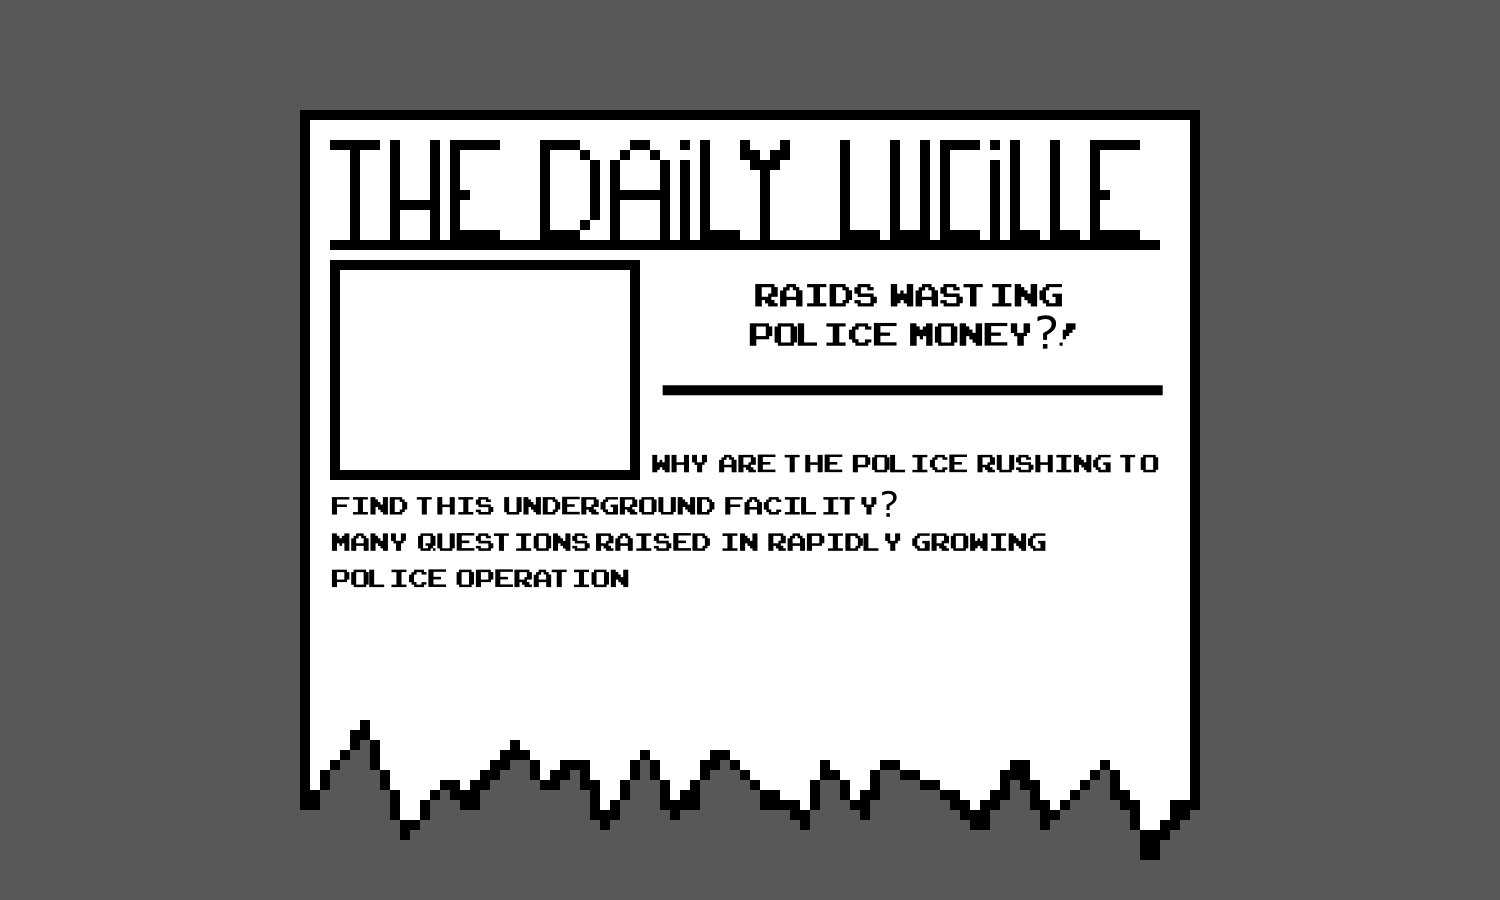 THE DAiLY LUCiLLE
RAIDS WASTING
POLICE MONEY?!
WHY ARE THE POLICE RUSHING TO
FIND THIS UNDERGROUND FACILITY?
MANY QUESTIONS RAISED IN RAPIDLY GROWING
POLICE OPERATION